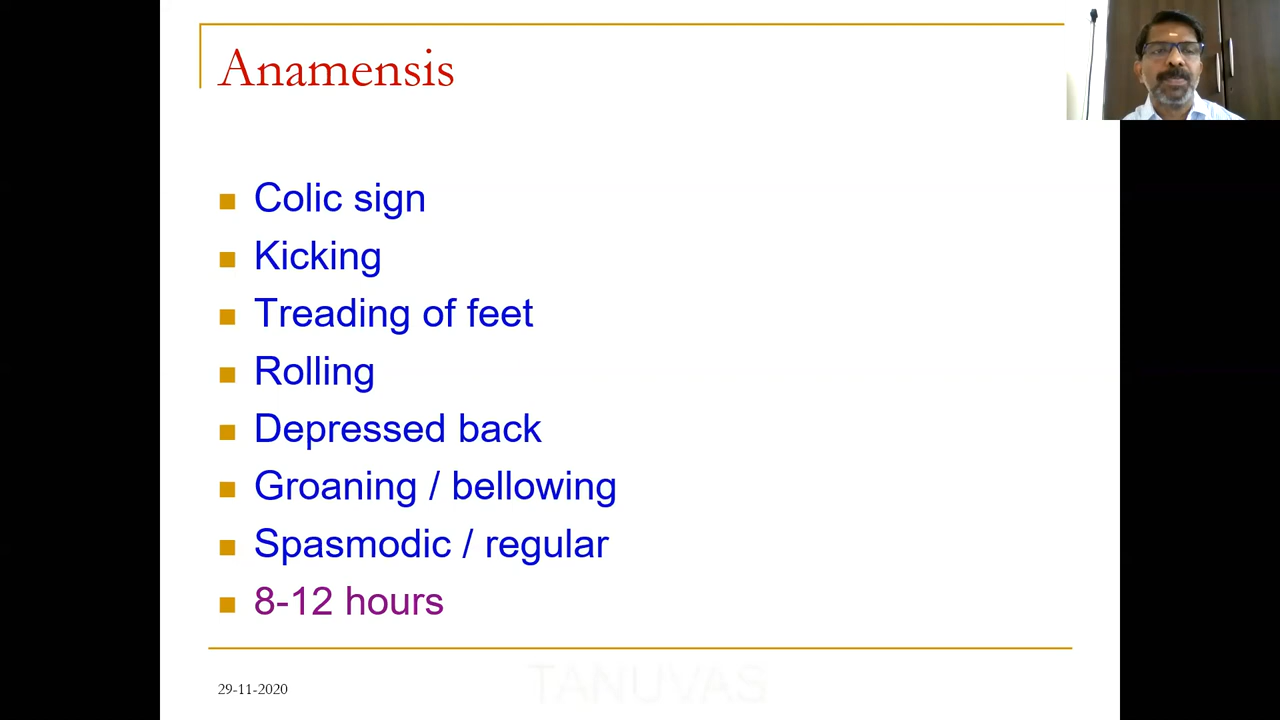 Anamensis
Colic sign
Kicking
Treading of feet
Rolling
Depressed back
Groaning / bellowing
Spasmodic / regular
8-12 hours
29-11-2020
TANUVAS